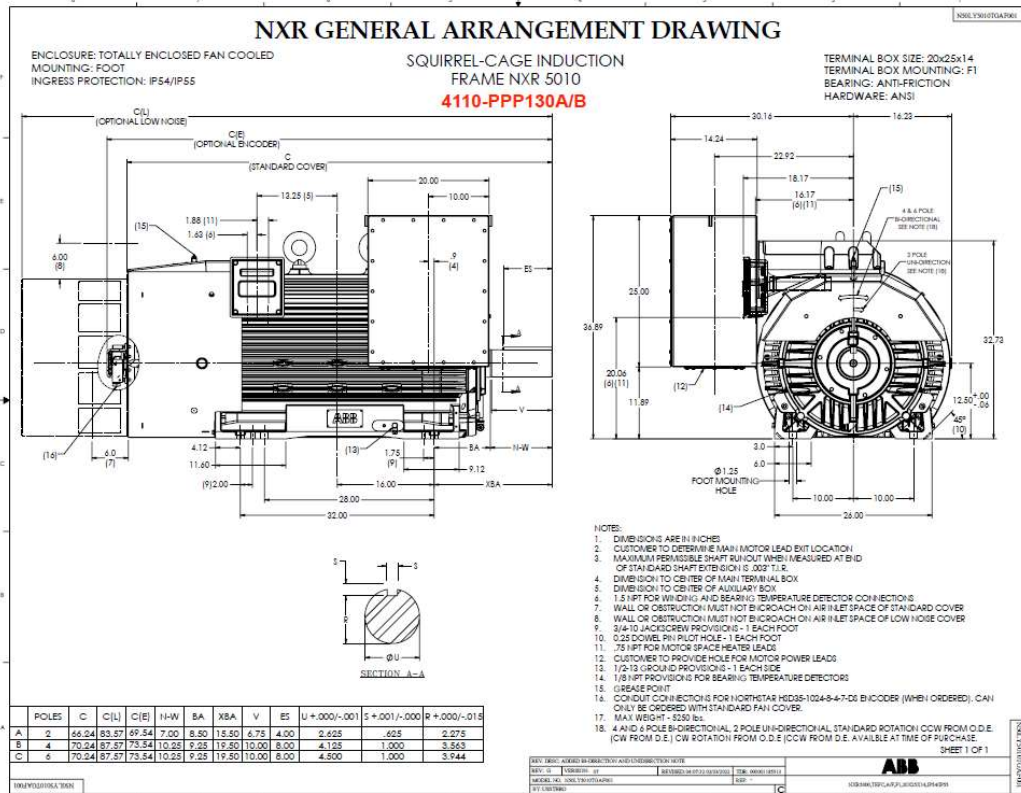 NXR GENERAL ARRANGEMENT DRAWING
ENCLOSURE: TOTALLY ENCLOSED FAN COOLED
MOUNTING: FOOT
INGRESS PROTECTION: IP54/IP55
SQUIRREL-CAGE INDUCTION
FRAME NXR 5010
4110-PPP130A/B
TERMINAL BOX SIZE: 20x25x14
TERMINAL BOX MOUNTING: F1
BEARING: ANTI-FRICTION
HARDWARE: ANSI
C(L)
(OPTIONAL LOW NOISE)
C(E)
(OPTIONAL ENCODER)
C
(STANDARD COVER)
20.00
13.25 (5)
10.00
1.88 (11)
1.63 (6)
(15)
.9
(4)
6.00
(8)
ES
A
A
V
(16)
6.0
(7)
4.12
11.60
(13)
1.75
(9)
BA
N-W
9.12
(9)2.00
16.00
XBA
28.00
32.00
ABB
30.16
16.23
14.24
22.92
18.17
16.17
(6)(11)
(15)
4 & 6 POLE
BI-DIRECTIONAL
SEE NOTE (18)
2 POLE
UNI-DIRECTION
SEE NOTE (18)
25.00
36.89
32.73
20.06
(6)(11)
11.89
(12)
(14)
12.50 +.00
-.06
45°
(10)
3.0
6.0
Ø1.25
FOOT MOUNTING
HOLE
10.00
10.00
26.00
S
S
R
ØU
SECTION A-A
NOTES:
1. DIMENSIONS ARE IN INCHES
2. CUSTOMER TO DETERMINE MAIN MOTOR LEAD EXIT LOCATION
3. MAXIMUM PERMISSIBLE SHAFT RUNOUT WHEN MEASURED AT END
OF STANDARD SHAFT EXTENSION IS .003" T.I.R.
4. DIMENSION TO CENTER OF MAIN TERMINAL BOX
5. DIMENSION TO CENTER OF AUXILIARY BOX
6. 1.5 NPT FOR WINDING AND BEARING TEMPERATURE DETECTOR CONNECTIONS
7. WALL OR OBSTRUCTION MUST NOT ENCROACH ON AIR INLET SPACE OF STANDARD COVER
8. WALL OR OBSTRUCTION MUST NOT ENCROACH ON AIR INLET SPACE OF LOW NOISE COVER
9. 3/4-10 JACKSCREW PROVISIONS - 1 EACH FOOT
10. 0.25 DOWEL PIN PILOT HOLE - 1 EACH FOOT
11. .75 NPT FOR MOTOR SPACE HEATER LEADS
12. CUSTOMER TO PROVIDE HOLE FOR MOTOR POWER LEADS
13. 1/2-13 GROUND PROVISIONS - 1 EACH SIDE
14. 1/8 NPT PROVISIONS FOR BEARING TEMPERATURE DETECTORS
15. GREASE POINT
16. CONDUIT CONNECTIONS FOR NORTHSTAR HSD35-1024-B-4-7-DS ENCODER (WHEN ORDERED). CAN
ONLY BE ORDERED WITH STANDARD FAN COVER.
17. MAX WEIGHT - 5250 lbs.
18. 4 AND 6 POLE BI-DIRECTIONAL, 2 POLE UNI-DIRECTIONAL, STANDARD ROTATION CCW FROM O.D.E.
(CW FROM D.E.) CW ROTATION FROM O.D.E (CCW FROM D.E. AVAILBLE AT TIME OF PURCHASE.
SHEET 1 OF 1
POLES C C(L) C(E) N-W BA XBA V ES U +.000/-.001 S +.001/-.000 R +.000/-.015
A 2 66.24 83.57 69.54 7.00 8.50 15.50 6.75 4.00 2.625 .625 2.275
B 4 70.24 87.57 73.54 10.25 9.25 19.50 10.00 8.00 4.125 1.000 3.563
C 6 70.24 87.57 73.54 10.25 9.25 19.50 10.00 8.00 4.500 1.000 3.944
REV. DESC: ADDED BI-DIRECTION AND UNIDIRECTION NOTE
REV: G
ABB